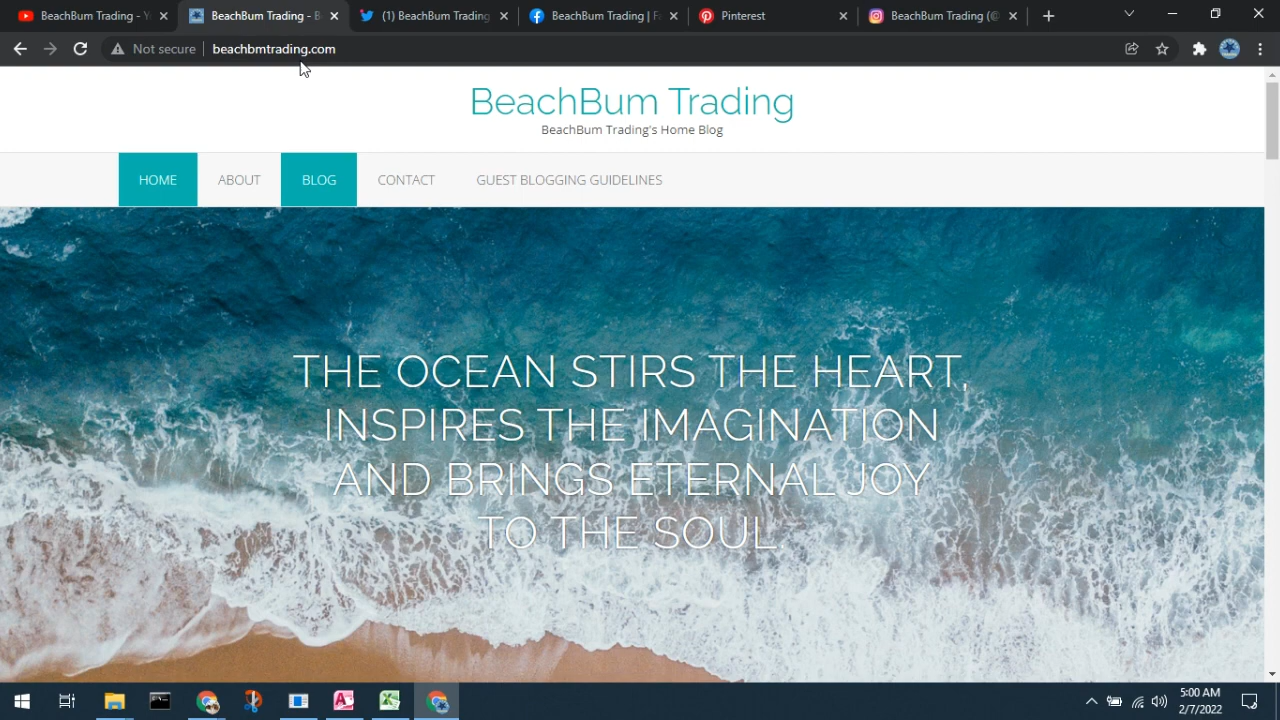 BeachBum Trading - Y
BeachBum Trading - B
(1) BeachBum Trading
BeachBum Trading | F
Pinterest
BeachBum Trading (@
Not secure
beachbmtrading.com
BeachBum Trading
BeachBum Trading's Home Blog
HOME
ABOUT
BLOG
CONTACT
GUEST BLOGGING GUIDELINES
THE OCEAN STIRS THE HEART,
INSPIRES THE IMAGINATION
AND BRINGS ETERNAL JOY
TO THE SOUL.
5:00 AM
2/7/2022